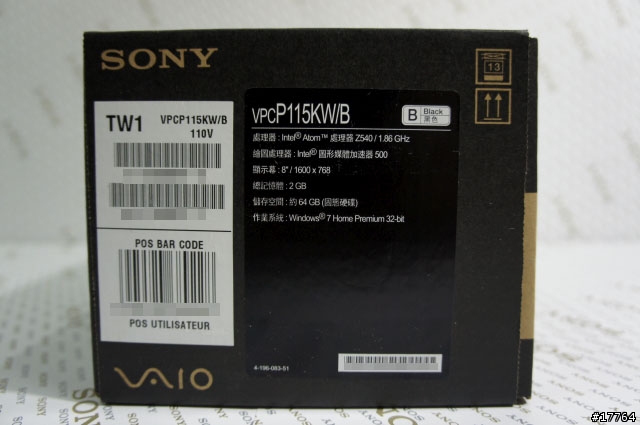 SONY
13
TW1 VPCP115KW/B
110V
POS BAR CODE
POS UTILISATEUR
VAIO
VPCP115KW/B
B Black
黑色
處理器 : Intel® Atom™ 處理器 Z540 / 1.86 GHz
繪圖處理器 : Intel® 圖形媒體加速器 500
顯示幕 : 8" / 1600 x 768
總記憶體 : 2 GB
儲存空間 : 約 64 GB (固態硬碟)
作業系統 : Windows® 7 Home Premium 32-bit
4-196-083-51
#17764